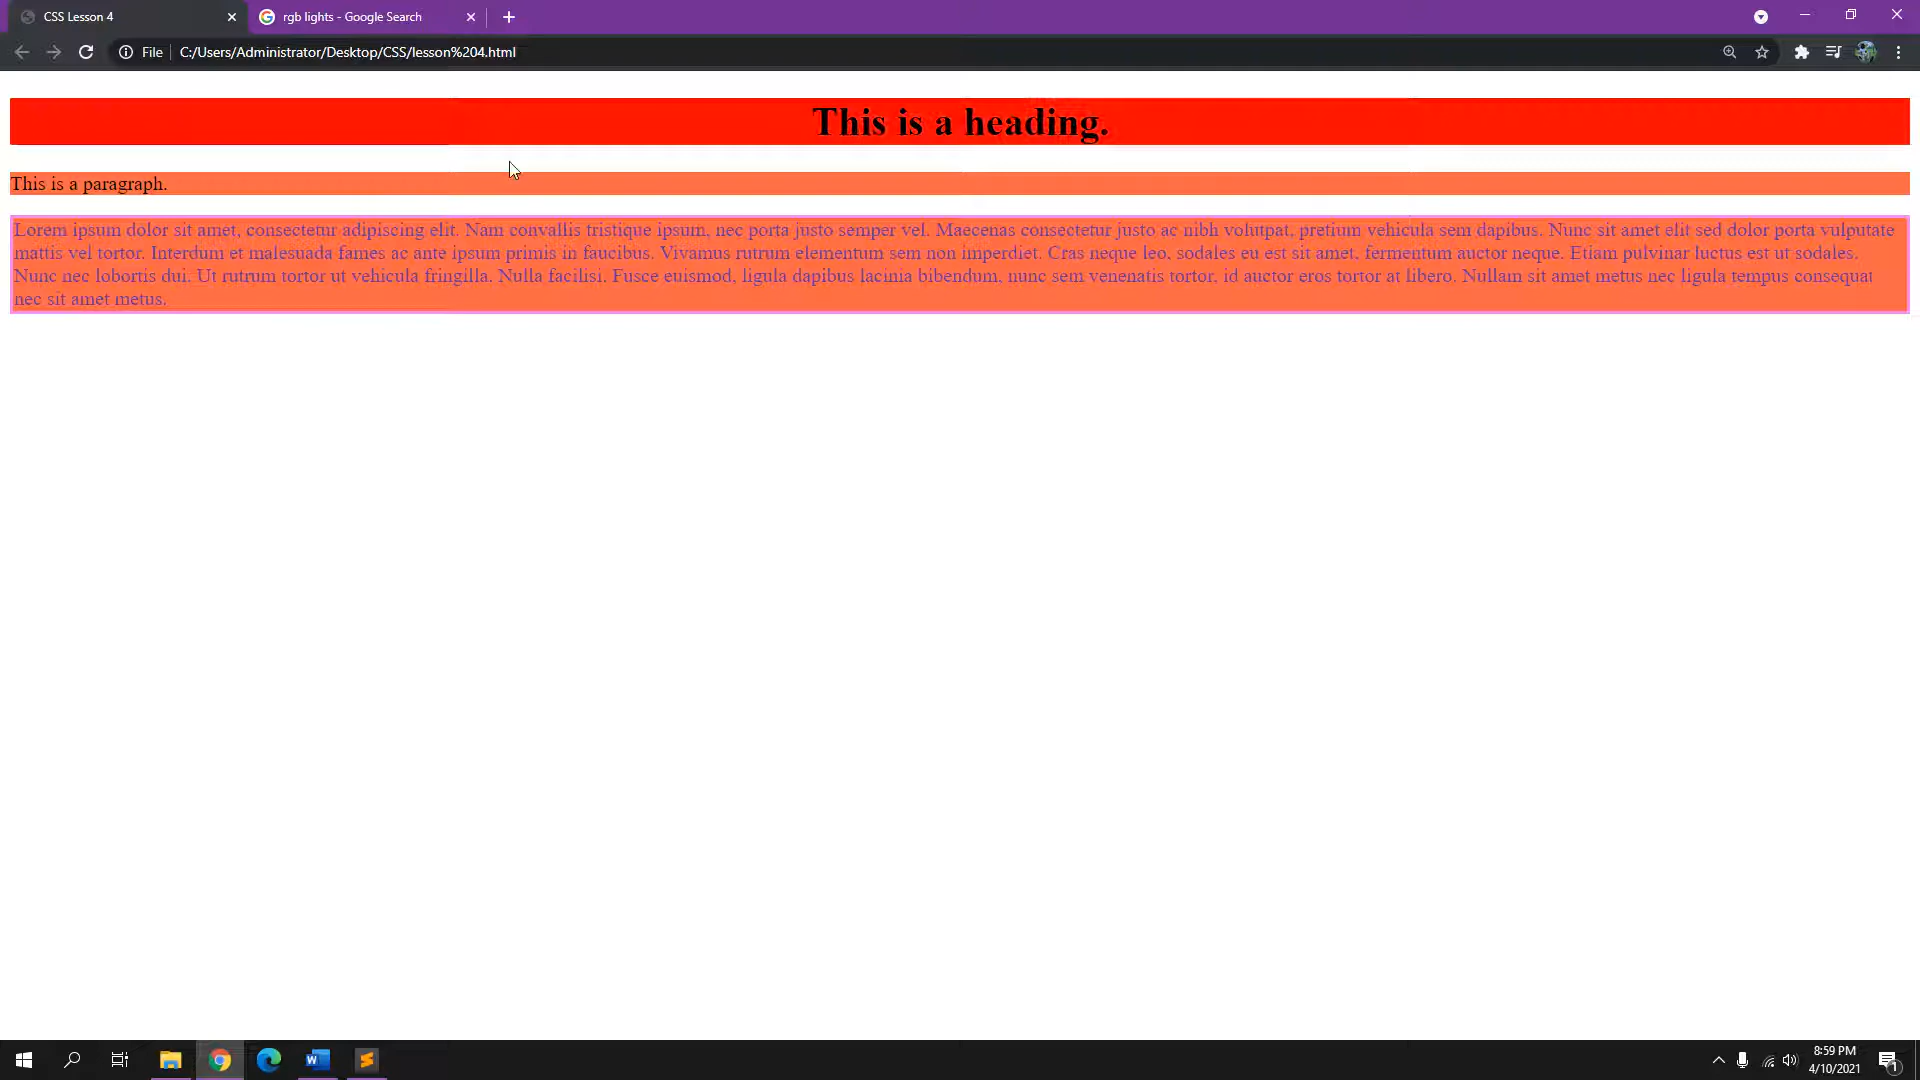 CSS Lesson 4
rgb lights - Google Search
File
C:/Users/Administrator/Desktop/CSS/lesson%204.html
This is a heading.
This is a paragraph.
Lorem ipsum dolor sit amet, consectetur adipiscing elit. Nam convallis tristique ipsum, nec porta justo semper vel. Maecenas consectetur justo ac nibh volutpat, pretium vehicula sem dapibus. Nunc sit amet elit sed dolor porta vulputate
mattis vel tortor. Interdum et malesuada fames ac ante ipsum primis in faucibus. Vivamus rutrum elementum sem non imperdiet. Cras neque leo, sodales eu est sit amet, fermentum auctor neque. Etiam pulvinar luctus est ut sodales.
Nunc nec lobortis dui. Ut rutrum tortor ut vehicula fringilla. Nulla facilisi. Fusce euismod, ligula dapibus lacinia bibendum, nunc sem venenatis tortor, id auctor eros tortor at libero. Nullam sit amet metus nec ligula tempus consequat
nec sit amet metus.
8:59 PM
4/10/2021
1